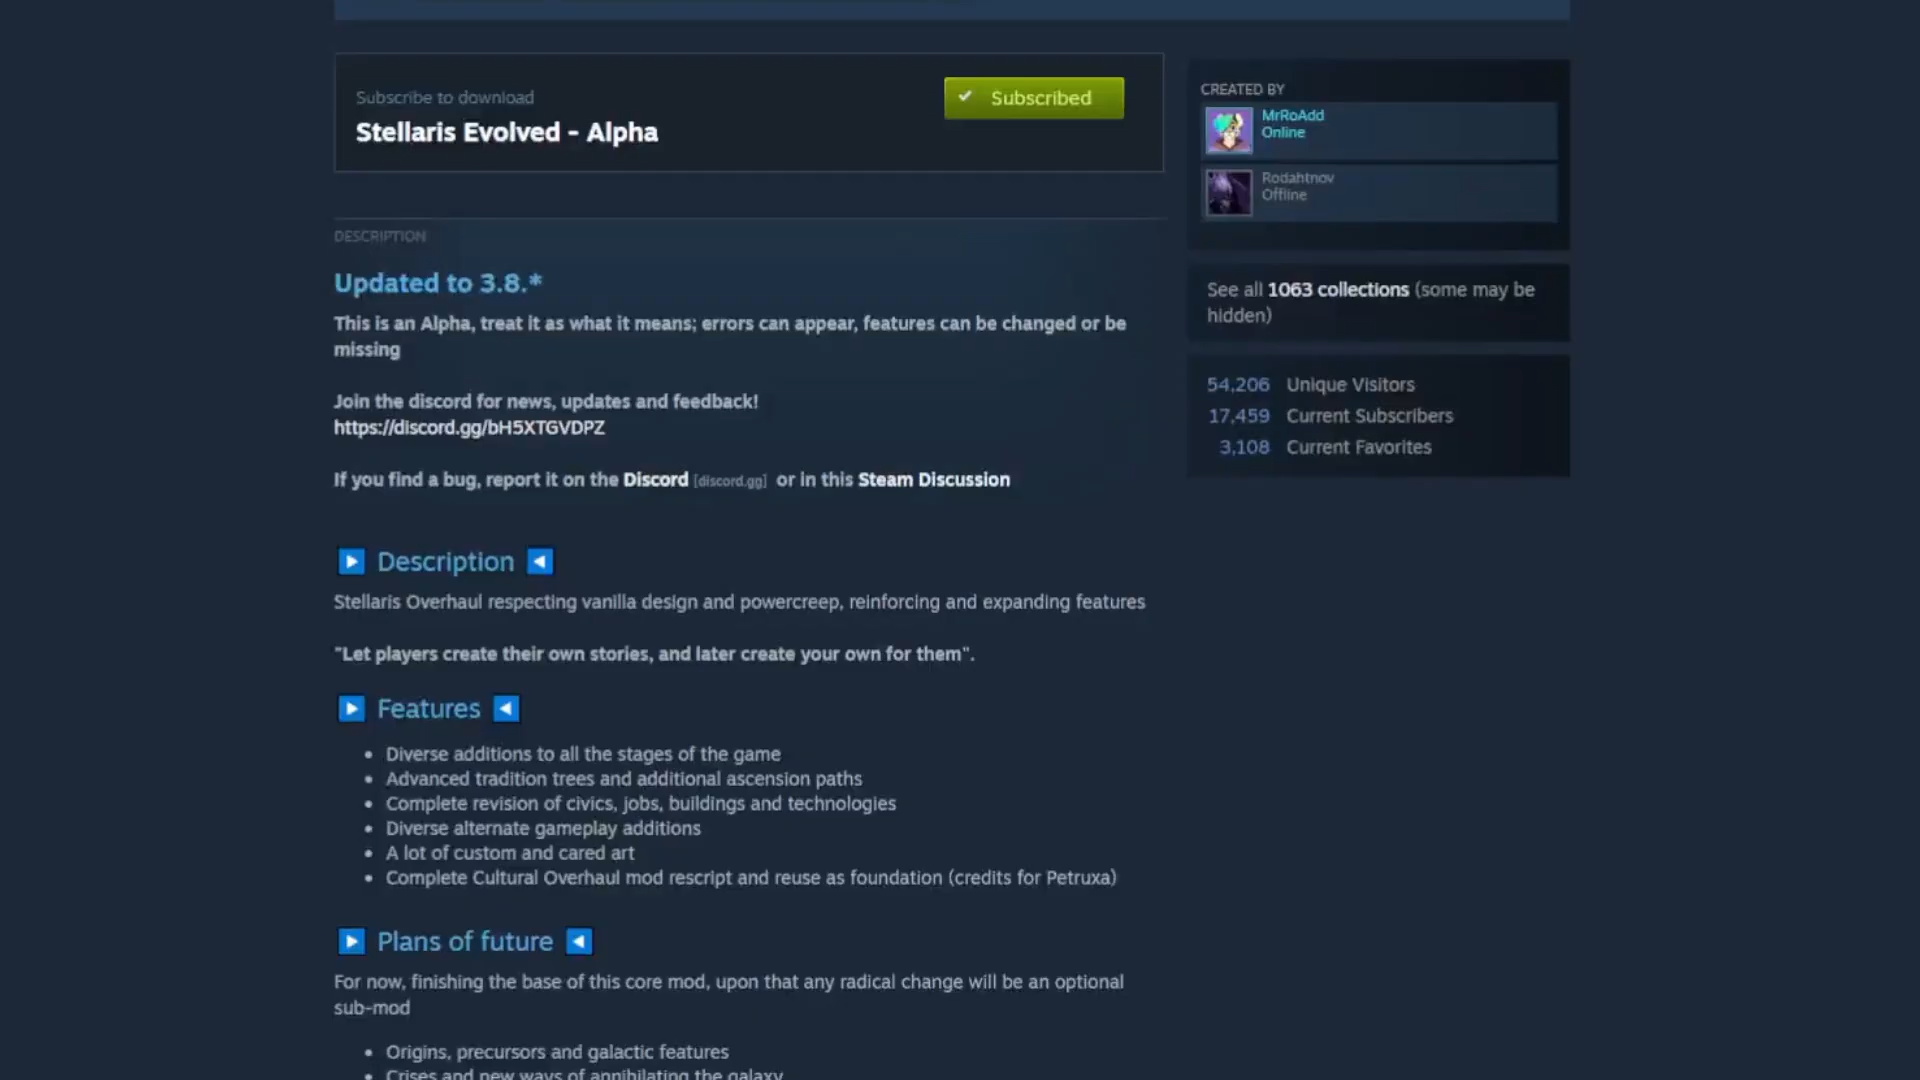 Subscribe to download
Stellaris Evolved - Alpha
Subscribed
DESCRIPTION
Updated to 3.8.*
This is an Alpha, treat it as what it means; errors can appear, features can be changed or be
missing
Join the discord for news, updates and feedback!
https://discord.gg/bH5XTGVDPZ
If you find a bug, report it on the Discord [discord.gg] or in this Steam Discussion
Description
Stellaris Overhaul respecting vanilla design and powercreep, reinforcing and expanding features
"Let players create their own stories, and later create your own for them".
Features
• Diverse additions to all the stages of the game
• Advanced tradition trees and additional ascension paths
• Complete revision of civics, jobs, buildings and technologies
• Diverse alternate gameplay additions
• A lot of custom and cared art
• Complete Cultural Overhaul mod rescript and reuse as foundation (credits for Petruxa)
Plans of future
For now, finishing the base of this core mod, upon that any radical change will be an optional
sub-mod
• Origins, precursors and galactic features
• Crises and new ways of annihilating the galaxy
CREATED BY
MrRoAdd
Online
Rodahtnov
Offline
See all 1063 collections (some may be
hidden)
54,206 Unique Visitors
17,459 Current Subscribers
3,108 Current Favorites